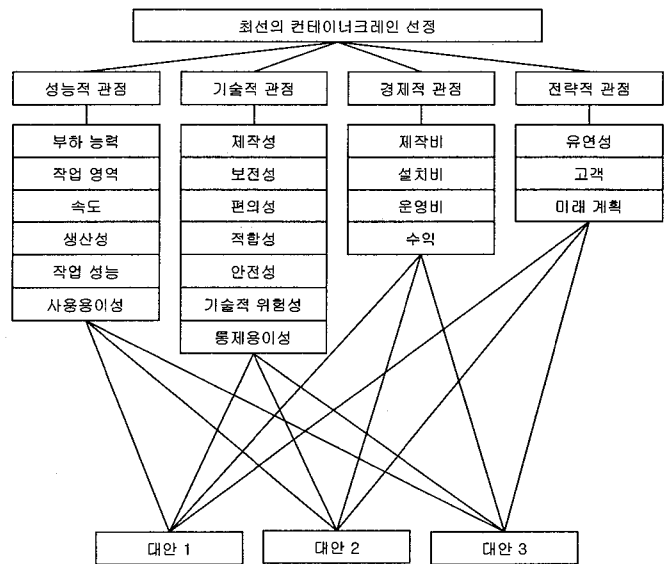 최선의 컨테이너크레인 선정
성능적 관점
기술적 관점
경제적 관점
전략적 관점
부하 능력
작업 영역
속도
생산성
작업 성능
사용용이성
제작성
보전성
편의성
적합성
안전성
기술적 위험성
통제용이성
제작비
설치비
운영비
수익
유연성
고객
미래 계획
대안 1
대안 2
대안 3